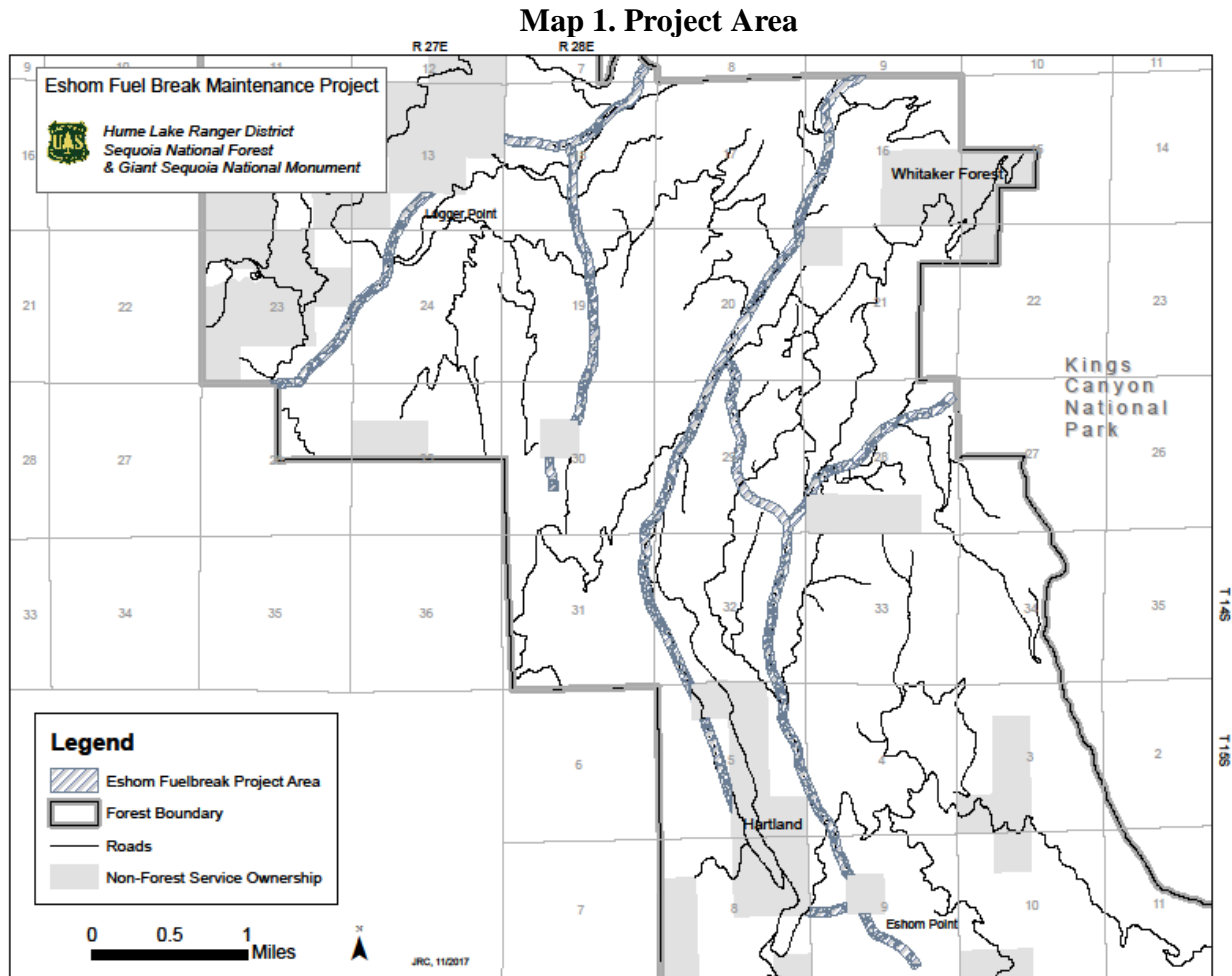 Map 1. Project Area
R 27E R 28E
9 11 12 7 8 9 10 11
Eshom Fuel Break Maintenance Project
U S
Hume Lake Ranger District
Sequoia National Forest
& Giant Sequoia National Monument
16 13 17 16 15 14
Whitaker Forest
Logger Point
21 22 23 24 19 20 21 22 23
Kings
Canyon
National
Park
28 27 30 29 28 27 26
33 34 35 36 31 32 33 34 35
T 14S
T 15S
6 5 4 3 2
Legend
Eshom Fuelbreak Project Area
Forest Boundary
Roads
Non-Forest Service Ownership
Hartland
7 8 9 10 11
Eshom Point
0 0.5 1
Miles
N
JRC, 11/2017